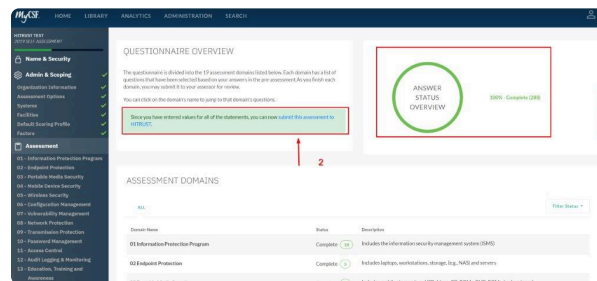 MyCSF HOME LIBRARY ANALYTICS ADMINISTRATION SEARCH
HITRUST TEST
2019 SELF ASSESSMENT
Name & Security
Admin & Scoping
Organization Information
Assessment Options
Systems
Facilities
Default Scoring Profile
Factors
Assessment
01 - Information Protection Program
02 - Endpoint Protection
03 - Portable Media Security
04 - Mobile Device Security
05 - Wireless Security
06 - Configuration Management
07 - Vulnerability Management
08 - Network Protection
09 - Transmission Protection
10 - Password Management
11 - Access Control
12 - Audit Logging & Monitoring
13 - Education, Training and
Awareness
QUESTIONNAIRE OVERVIEW
The questionnaire is divided into the 19 assessment domains listed below. Each domain has a list of
questions that have been selected based on your answers in the pre-assessment. As you finish each
domain, you may submit it to your assessor for review.
You can click on the domain's name to jump to that domain's questions.
Since you have entered values for all of the statements, you can now submit this assessment to
HITRUST.
ANSWER
STATUS
OVERVIEW
100% - Complete (280)
2
ASSESSMENT DOMAINS
ALL
Filter Status
Domain Name Status Description
01 Information Protection Program Complete Includes the information security management system (ISMS)
02 Endpoint Protection Complete Includes laptops, workstations, storage, (e.g., NAS) and servers